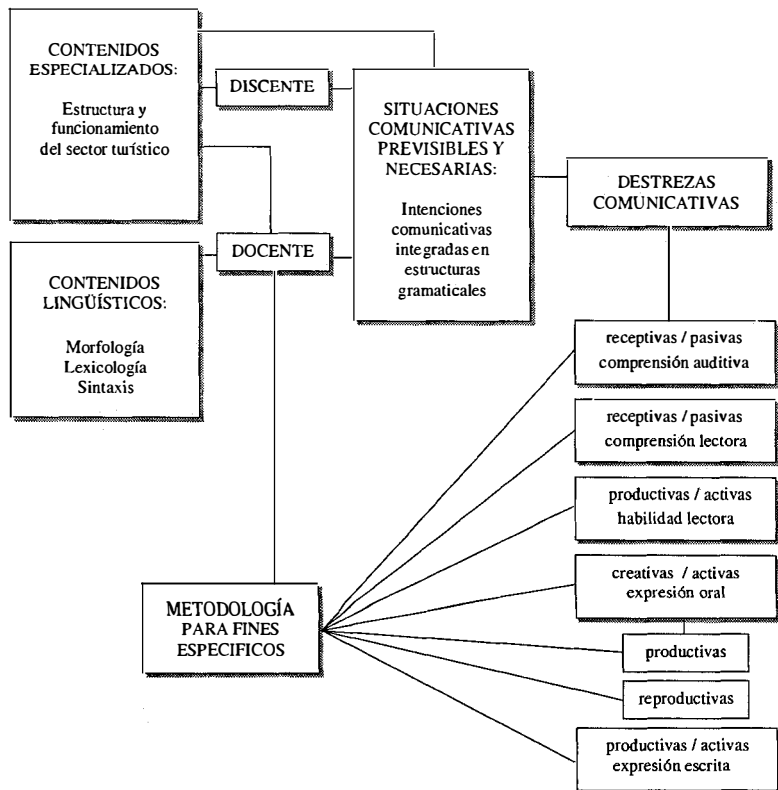 CONTENIDOS
ESPECIALIZADOS:
Estructura y
funcionamiento
del sector turístico
DISCENTE
SITUACIONES
COMUNICATIVAS
PREVISIBLES Y
NECESARIAS:
Intenciones
comunicativas
integradas en
estructuras
gramaticales
DESTREZAS
COMUNICATIVAS
DOCENTE
CONTENIDOS
LINGÜÍSTICOS:
Morfología
Lexicología
Sintaxis
receptivas / pasivas
comprensión auditiva
receptivas / pasivas
comprensión lectora
productivas / activas
habilidad lectora
creativas / activas
expresión oral
METODOLOGÍA
PARA FINES
ESPECIFICOS
productivas
reproductivas
productivas / activas
expresión escrita